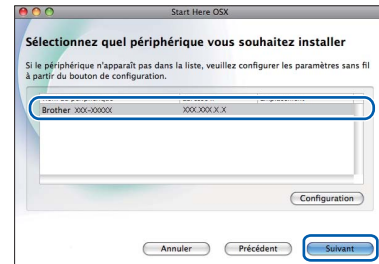 Start Here OSX
Sélectionnez quel périphérique vous souhaitez installer
Si le périphérique n'apparaît pas dans la liste, veuillez configurer les paramètres sans fil
à partir du bouton de configuration.
Brother XXX-XXXXX XXX.XXX.X.X
Configuration
Annuler Précédent Suivant